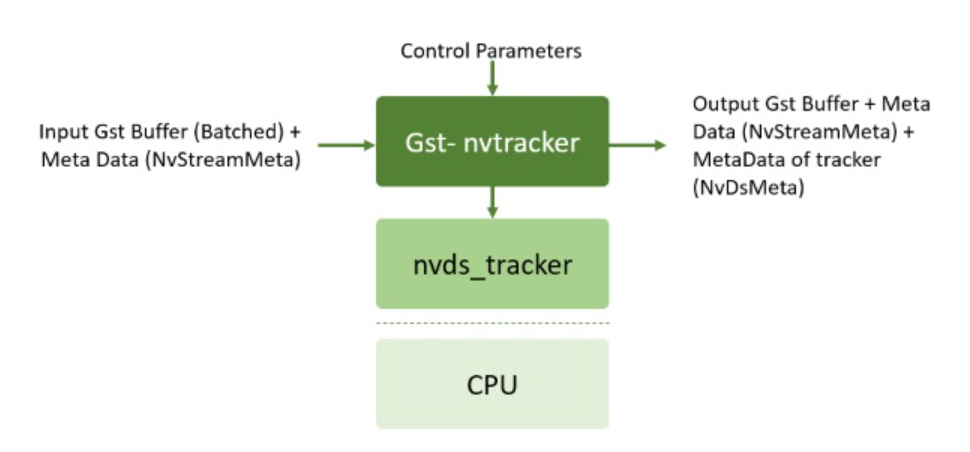 Control Parameters
Input Gst Buffer (Batched) +
Meta Data (NvStreamMeta)
Gst- nvtracker
Output Gst Buffer + Meta
Data (NvStreamMeta) +
MetaData of tracker
(NvDsMeta)
nvds_tracker
CPU